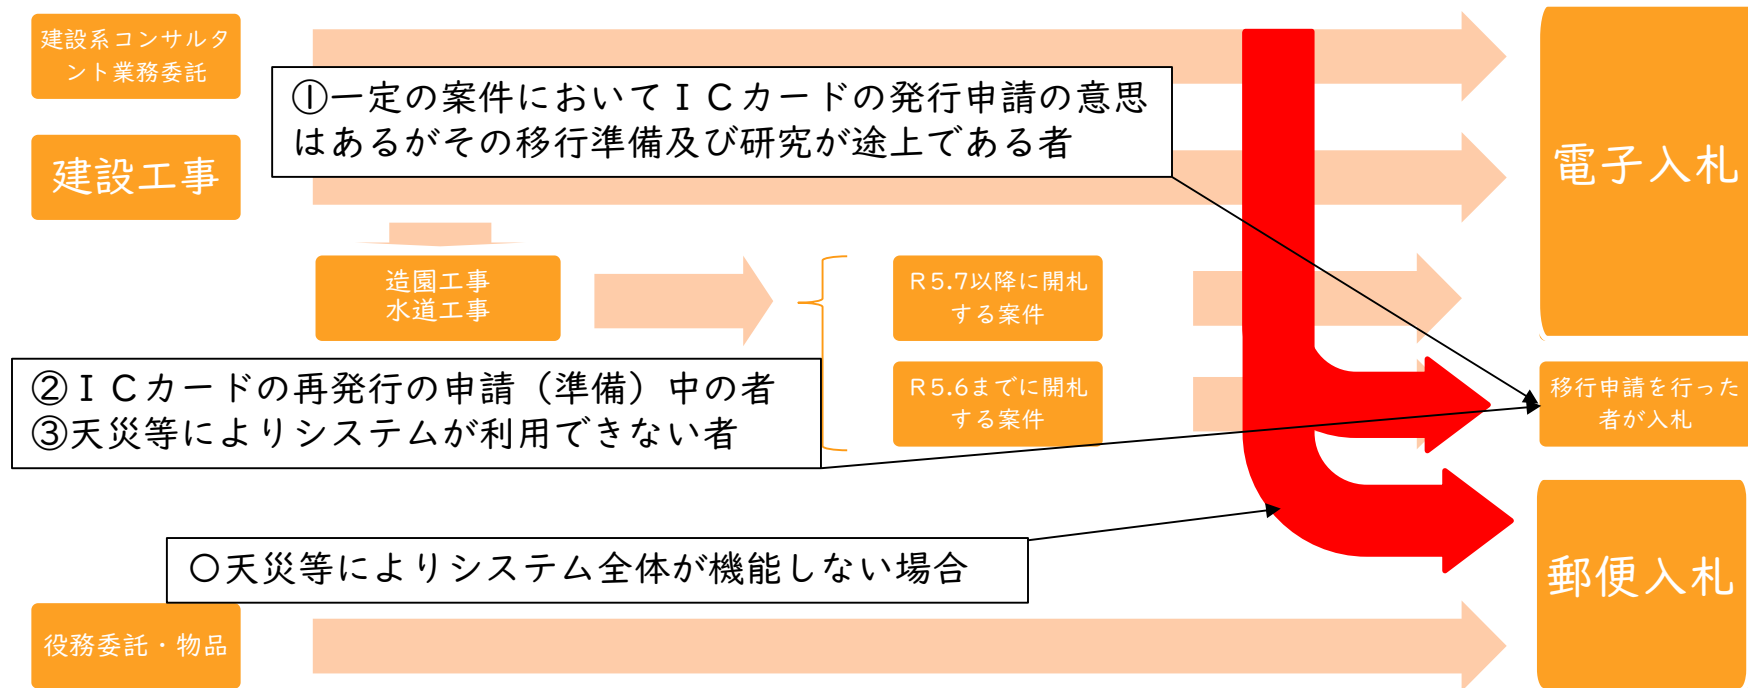 建設系コンサルタ
ント業務委託
①一定の案件においてＩＣカードの発行申請の意思
はあるがその移行準備及び研究が途上である者
建設工事
電子入札
造園工事
水道工事
Ｒ5.7以降に開札
する案件
②ＩＣカードの再発行の申請（準備）中の者
③天災等によりシステムが利用できない者
Ｒ5.6までに開札
する案件
移行申請を行った
者が入札
〇天災等によりシステム全体が機能しない場合
郵便入札
役務委託・物品